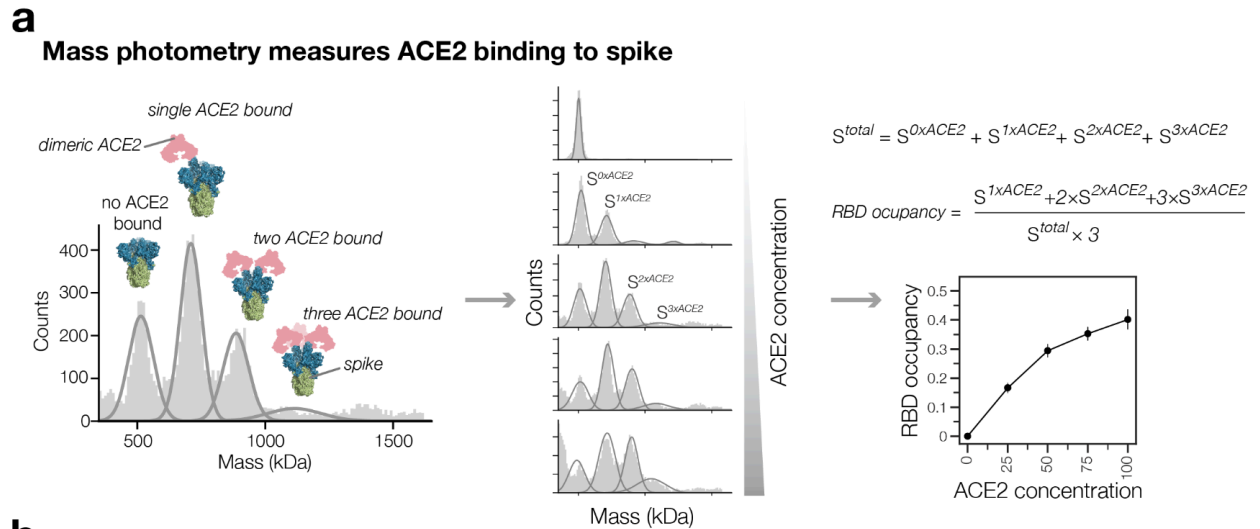 a
Mass photometry measures ACE2 binding to spike
single ACE2 bound
dimeric ACE2
no ACE2
bound
two ACE2 bound
three ACE2 bound
spike
Counts
400
300
200
100
0
500
1000
1500
Mass (kDa)
Counts
S0xACE2
S1xACE2
S2xACE2
S3xACE2
Mass (kDa)
ACE2 concentration
Stotal = S0xACE2 + S1xACE2+ S2xACE2+ S3xACE2
RBD ocupancy =
S1xACE2+2×S2xACE2+3×S3xACE2
Stotal × 3
RBD occupancy
0.5
0.4
0.3
0.2
0.1
0
0
25
50
75
100
ACE2 concentration